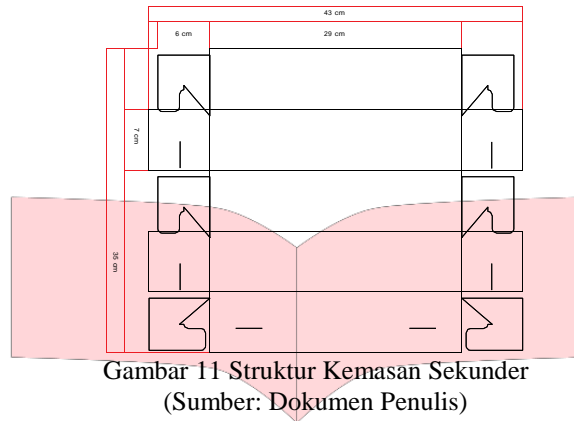 43 cm
6 cm
29 cm
7 cm
35 cm
Gambar 11 Struktur Kemasan Sekunder
(Sumber: Dokumen Penulis)